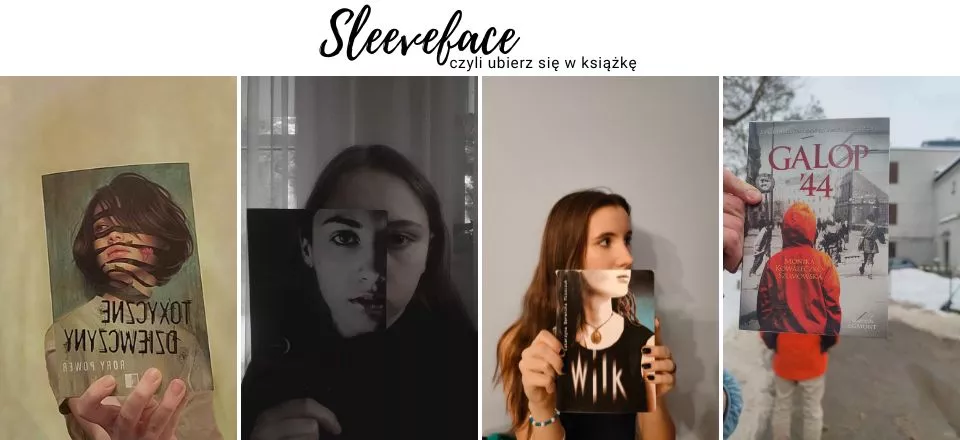 Sleeveface
czyli ubierz się w książkę
TOXYCZNE
DZIEWCZYNY
RORY POWER
Wilk
GALOP
'44
MONIKA
KOWALECZKO-
SZUMOWSKA
EGMONT